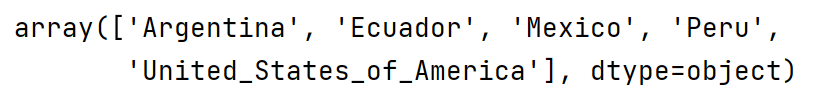 array(['Argentina', 'Ecuador', 'Mexico', 'Peru',
'United_States_of_America'], dtype=object)